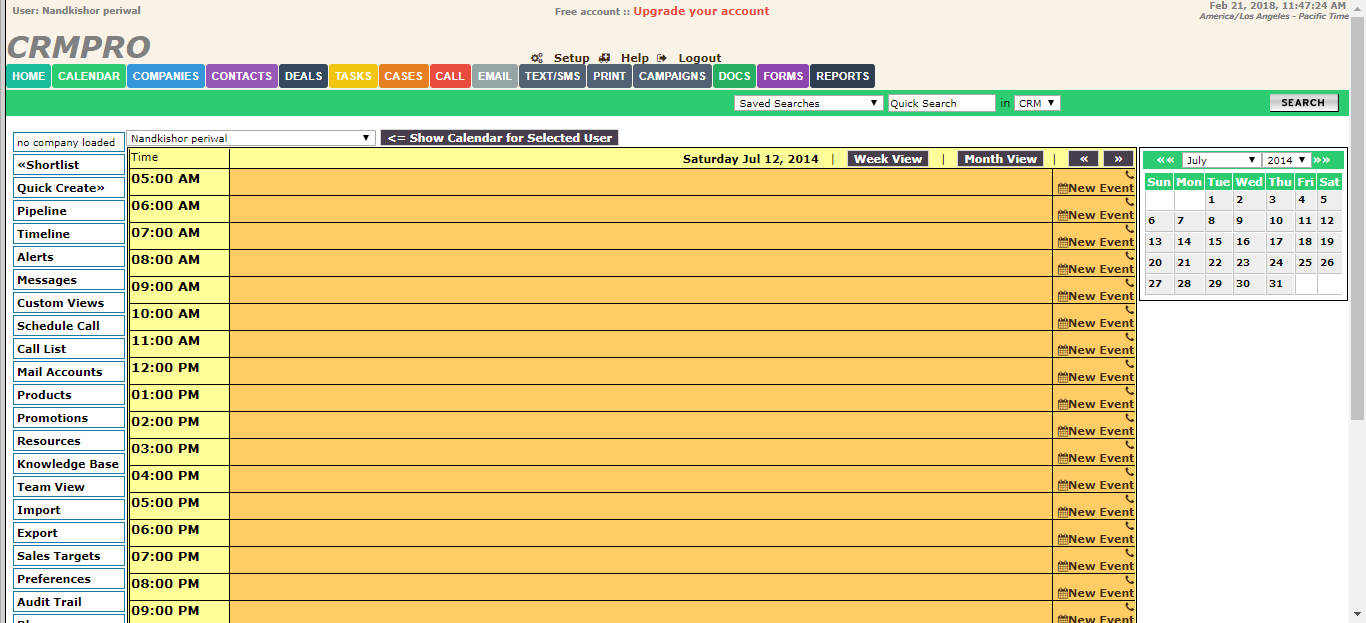 User: Nandkishor periwal
Free account :: Upgrade your account
Feb 21, 2018, 11:47:24 AM
America/Los Angeles - Pacific Time
CRMPRO
Setup Help Logout
HOME CALENDAR COMPANIES CONTACTS DEALS TASKS CASES CALL EMAIL TEXT/SMS PRINT CAMPAIGNS DOCS FORMS REPORTS
Saved Searches Quick Search in CRM SEARCH
no company loaded
«Shortlist
Quick Create»
Pipeline
Timeline
Alerts
Messages
Custom Views
Schedule Call
Call List
Mail Accounts
Products
Promotions
Resources
Knowledge Base
Team View
Import
Export
Sales Targets
Preferences
Audit Trail
Nandkishor periwal <= Show Calendar for Selected User
Time Saturday Jul 12, 2014 | Week View | Month View | « »
05:00 AM New Event
06:00 AM New Event
07:00 AM New Event
08:00 AM New Event
09:00 AM New Event
10:00 AM New Event
11:00 AM New Event
12:00 PM New Event
01:00 PM New Event
02:00 PM New Event
03:00 PM New Event
04:00 PM New Event
05:00 PM New Event
06:00 PM New Event
07:00 PM New Event
08:00 PM New Event
09:00 PM New Event
«« July 2014 »»
Sun Mon Tue Wed Thu Fri Sat
1 2 3 4 5
6 7 8 9 10 11 12
13 14 15 16 17 18 19
20 21 22 23 24 25 26
27 28 29 30 31